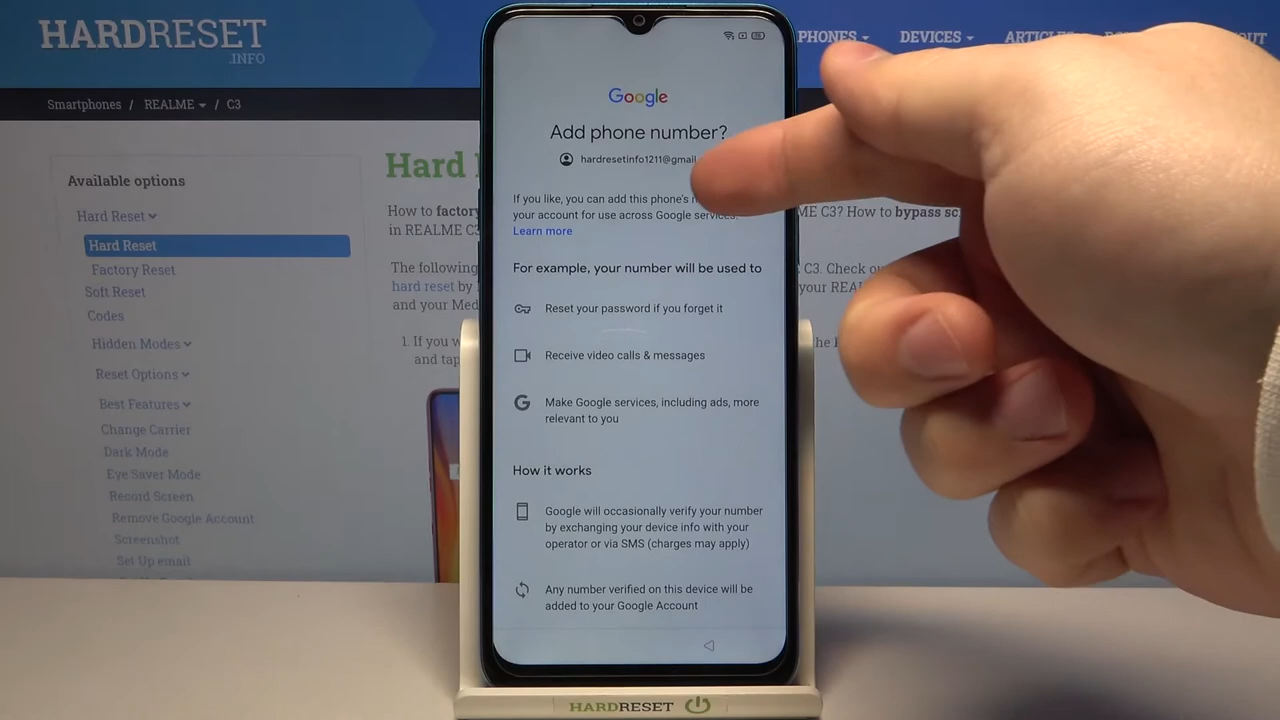 HARDRESET
.INFO
PHONES
DEVICES
ARTICLES
Smartphones / REALME / C3
Available options
Hard Reset
Hard Reset
Factory Reset
Soft Reset
Codes
Hidden Modes
Reset Options
Best Features
Change Carrier
Dark Mode
Eye Saver Mode
Record Screen
Remove Google Account
Screenshot
Set Up email
Hard
How to factory
in REALME C
The following
hard reset by
and your Med
1. If you w
and tap
ME C3? How to bypass sc
C3. Check ou
your REAL
he
Google
Add phone number?
hardresetinfo1211@gmail
If you like, you can add this phone's
your account for use across Google services.
Learn more
For example, your number will be used to
Reset your password if you forget it
Receive video calls & messages
Make Google services, including ads, more
relevant to you
How it works
Google will occasionally verify your number
by exchanging your device info with your
operator or via SMS (charges may apply)
Any number verified on this device will be
added to your Google Account
HARDRESET